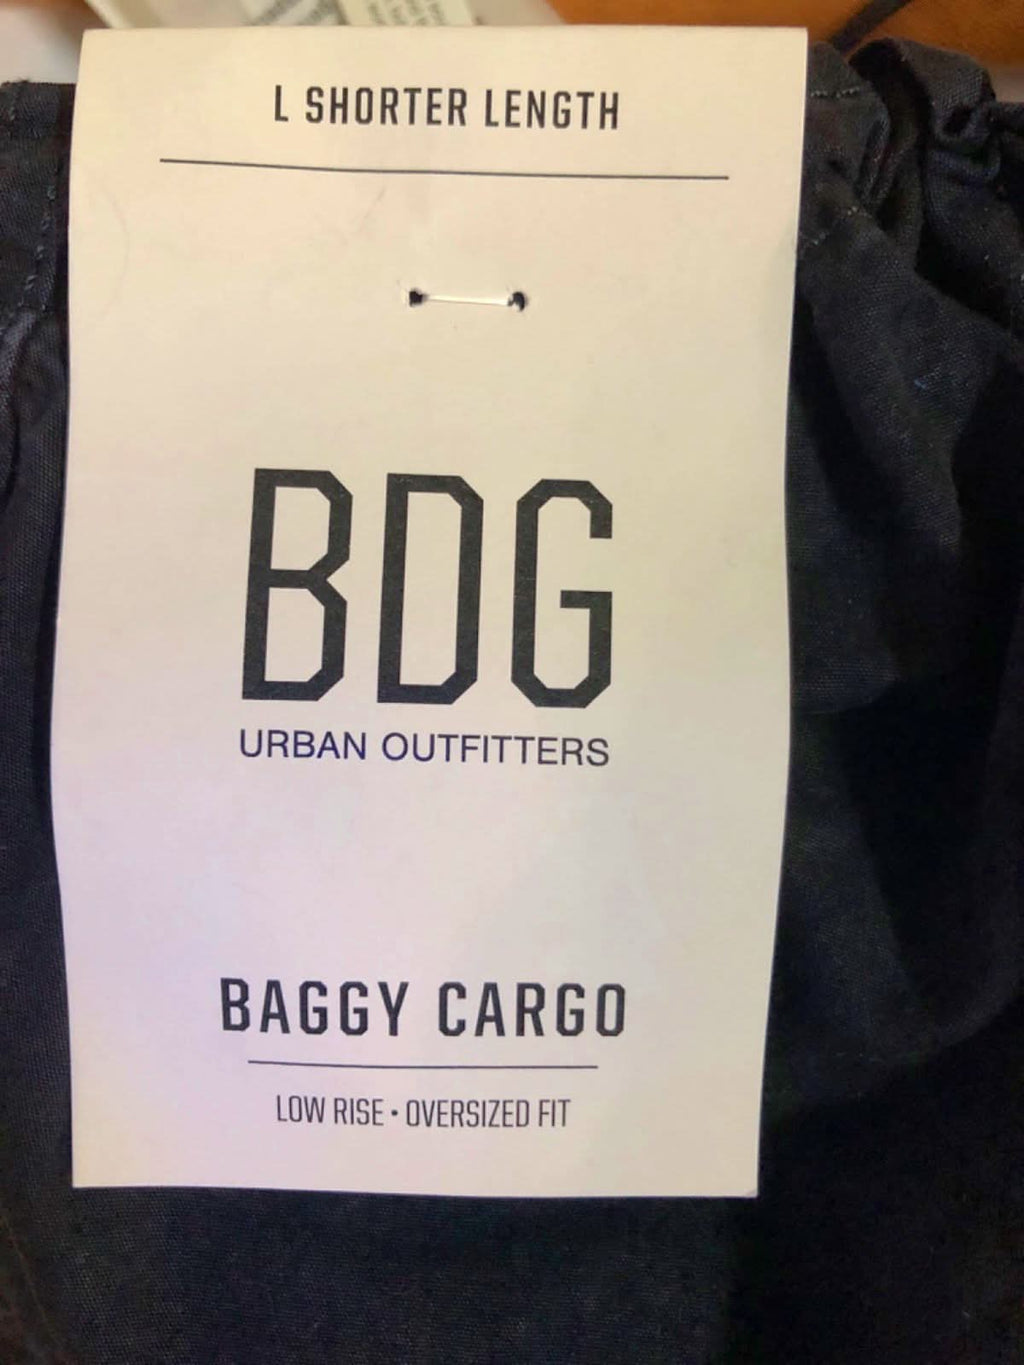 L SHORTER LENGTH
BDG
URBAN OUTFITTERS
BAGGY CARGO
LOW RISE • OVERSIZED FIT